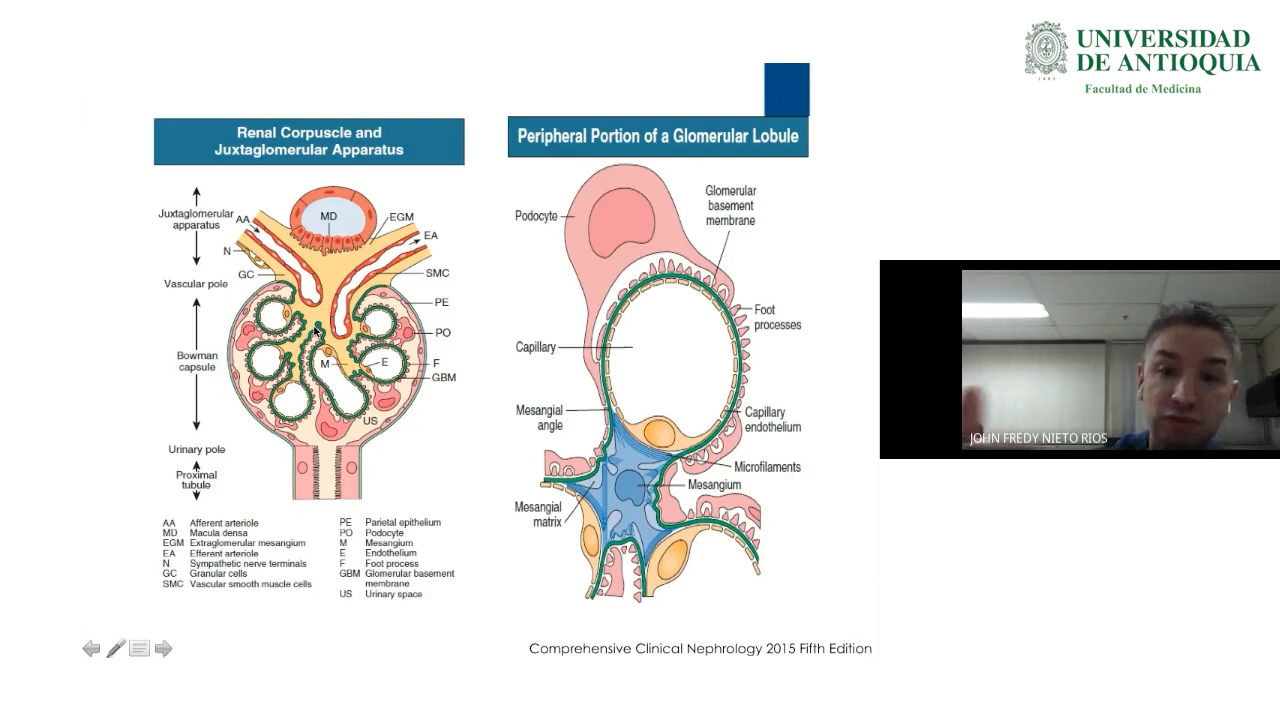 UNIVERSIDAD
DE ANTIOQUIA
1803
Facultad de Medicina
Renal Corpuscle and
Juxtaglomerular Apparatus
Juxtaglomerular
apparatus
Vascular pole
Bowman
capsule
Urinary pole
Proximal
tubule
AA
MD
EGM
EA
N
GC
SMC
PE
PO
M
E
F
GBM
US
AA Afferent arteriole
MD Macula densa
EGM Extraglomerular mesangium
EA Efferent arteriole
N Sympathetic nerve terminals
GC Granular cells
SMC Vascular smooth muscle cells
PE Parietal epithelium
PO Podocyte
M Mesangium
E Endothelium
F Foot process
GBM Glomerular basement
membrane
US Urinary space
Peripheral Portion of a Glomerular Lobule
Podocyte
Glomerular
basement
membrane
Foot
processes
Capillary
Mesangial
angle
Capillary
endothelium
Microfilaments
Mesangium
Mesangial
matrix
JOHN FREDY NIETO RIOS
Comprehensive Clinical Nephrology 2015 Fifth Edition